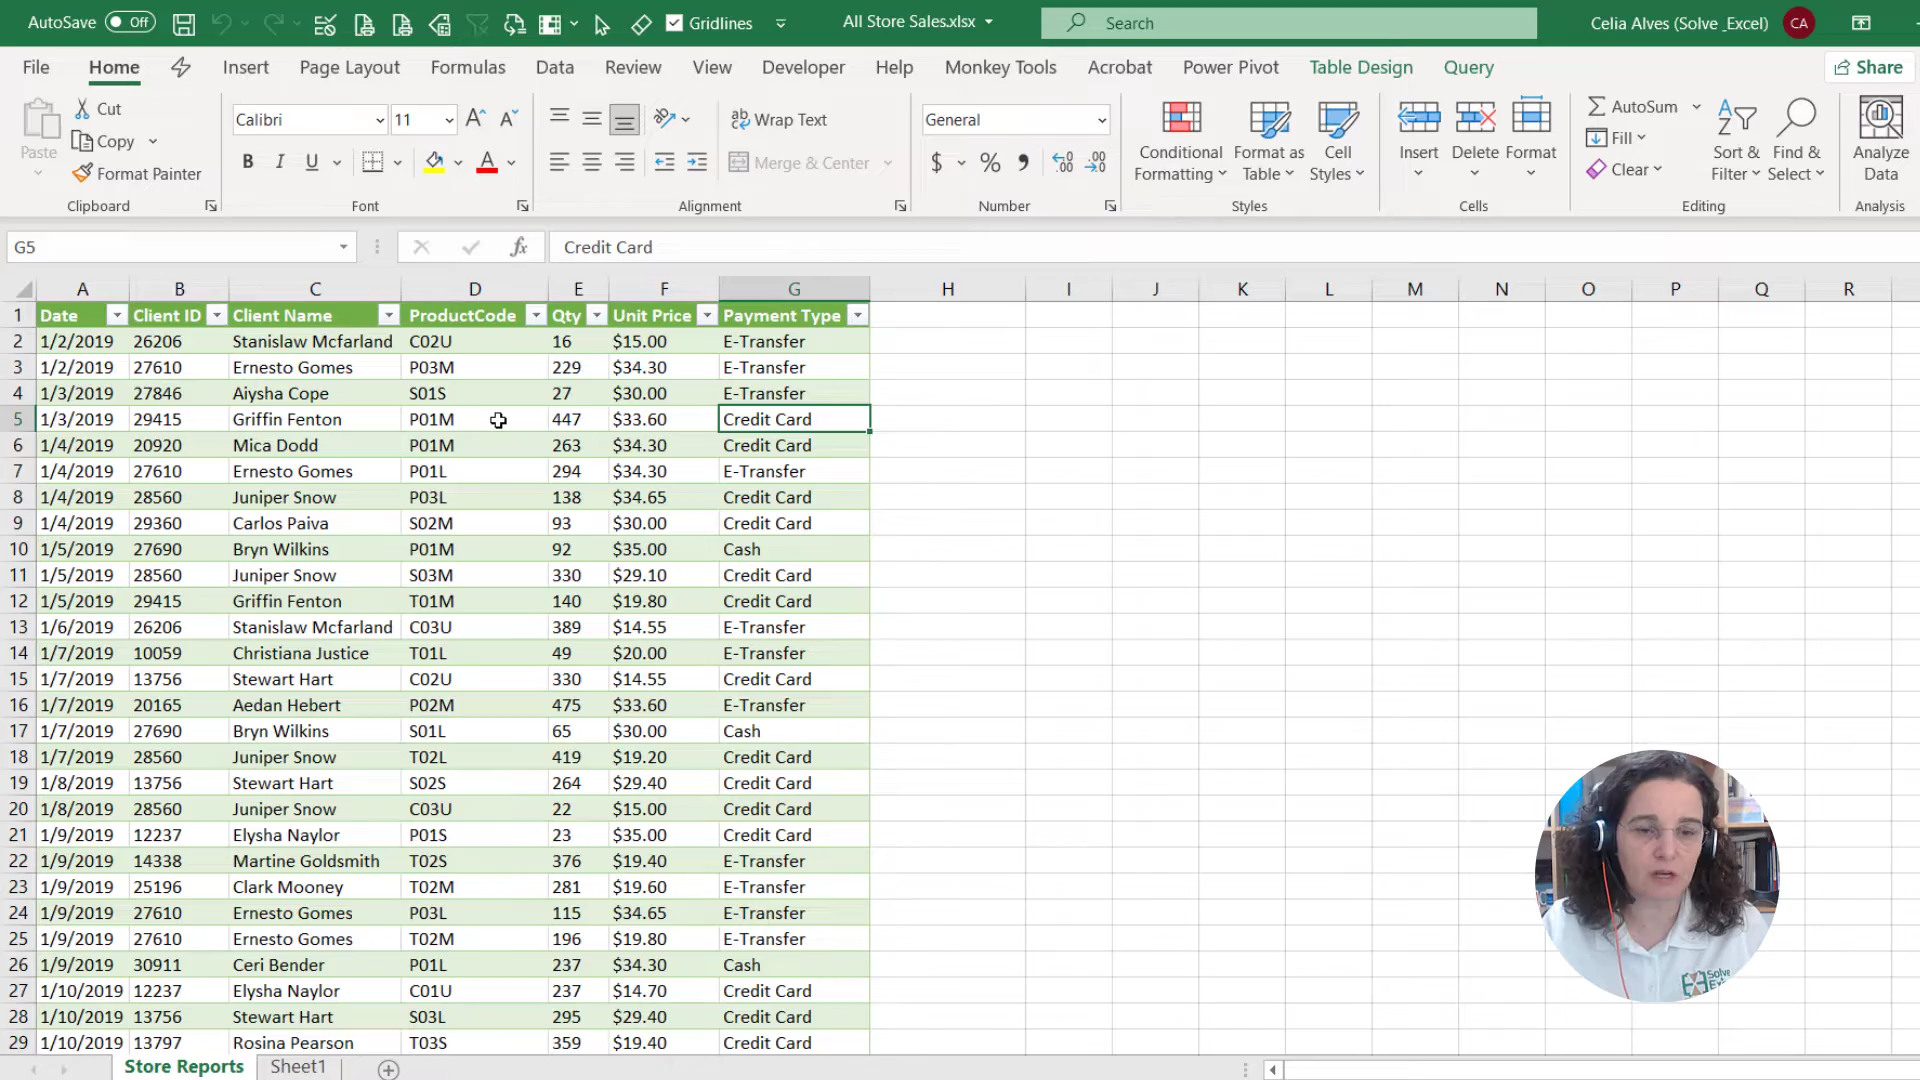 AutoSave Off Gridlines All Store Sales.xlsx Search Celia Alves (Solve_Excel) CA
File Home Insert Page Layout Formulas Data Review View Developer Help Monkey Tools Acrobat Power Pivot Table Design Query Share
Paste Cut Copy Format Painter
Calibri 11
B I U A
Wrap Text
Merge & Center
General
$ %
Conditional Formatting Format as Table Cell Styles
Insert Delete Format
AutoSum Fill Clear
Sort & Filter Find & Select
Analyze Data
Clipboard Font Alignment Number Styles Cells Editing Analysis
G5 fx Credit Card
A B C D E F G H I J K L M N O P Q R
1 Date Client ID Client Name ProductCode Qty Unit Price Payment Type
2 1/2/2019 26206 Stanislaw Mcfarland C02U 16 $15.00 E-Transfer
3 1/2/2019 27610 Ernesto Gomes P03M 229 $34.30 E-Transfer
4 1/3/2019 27846 Aiysha Cope S01S 27 $30.00 E-Transfer
5 1/3/2019 29415 Griffin Fenton P01M 447 $33.60 Credit Card
6 1/4/2019 20920 Mica Dodd P01M 263 $34.30 Credit Card
7 1/4/2019 27610 Ernesto Gomes P01L 294 $34.30 E-Transfer
8 1/4/2019 28560 Juniper Snow P03L 138 $34.65 Credit Card
9 1/4/2019 29360 Carlos Paiva S02M 93 $30.00 Credit Card
10 1/5/2019 27690 Bryn Wilkins P01M 92 $35.00 Cash
11 1/5/2019 28560 Juniper Snow S03M 330 $29.10 Credit Card
12 1/5/2019 29415 Griffin Fenton T01M 140 $19.80 Credit Card
13 1/6/2019 26206 Stanislaw Mcfarland C03U 389 $14.55 E-Transfer
14 1/7/2019 10059 Christiana Justice T01L 49 $20.00 E-Transfer
15 1/7/2019 13756 Stewart Hart C02U 330 $14.55 Credit Card
16 1/7/2019 20165 Aedan Hebert P02M 475 $33.60 E-Transfer
17 1/7/2019 27690 Bryn Wilkins S01L 65 $30.00 Cash
18 1/7/2019 28560 Juniper Snow T02L 419 $19.20 Credit Card
19 1/8/2019 13756 Stewart Hart S02S 264 $29.40 Credit Card
20 1/8/2019 28560 Juniper Snow C03U 22 $15.00 Credit Card
21 1/9/2019 12237 Elysha Naylor P01S 23 $35.00 Credit Card
22 1/9/2019 14338 Martine Goldsmith T02S 376 $19.40 E-Transfer
23 1/9/2019 25196 Clark Mooney T02M 281 $19.60 E-Transfer
24 1/9/2019 27610 Ernesto Gomes P03L 115 $34.65 E-Transfer
25 1/9/2019 27610 Ernesto Gomes T02M 196 $19.80 E-Transfer
26 1/9/2019 30911 Ceri Bender P01L 237 $34.30 Cash
27 1/10/2019 12237 Elysha Naylor C01U 237 $14.70 Credit Card
28 1/10/2019 13756 Stewart Hart S03L 295 $29.40 Credit Card
29 1/10/2019 13797 Rosina Pearson T03S 359 $19.40 Credit Card
Store Reports Sheet1
Solve